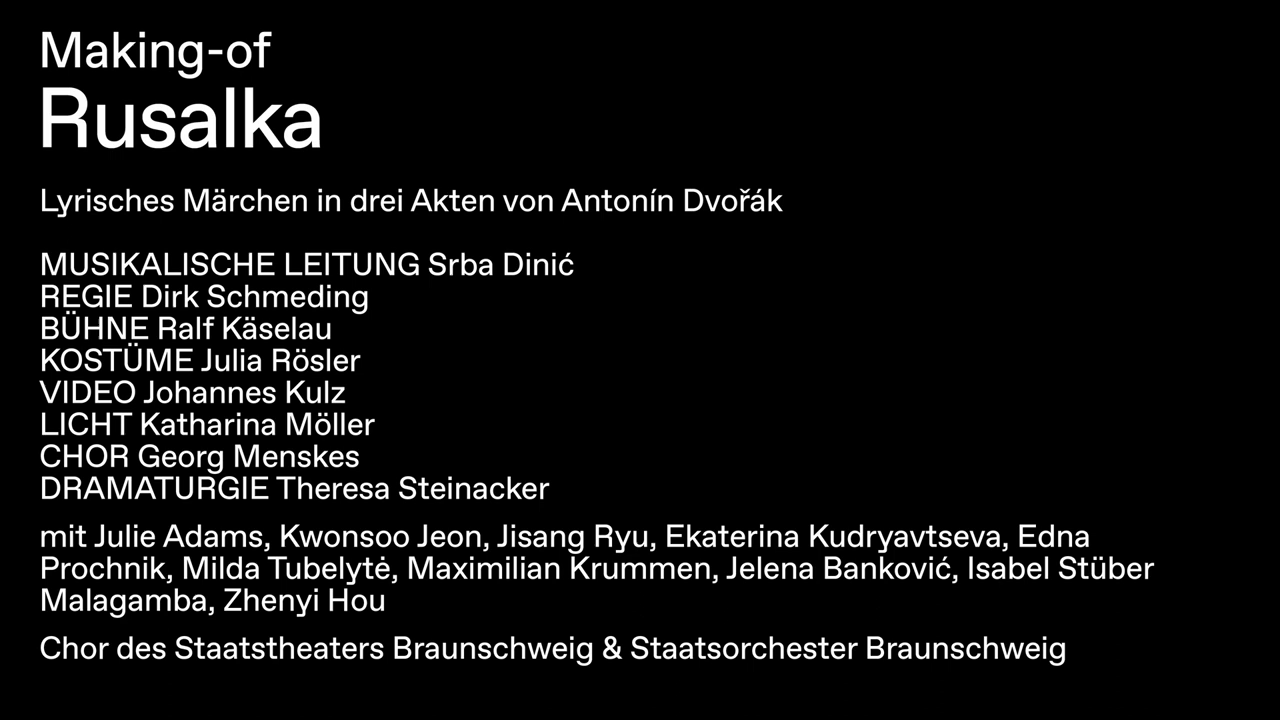 Making-of
Rusalka
Lyrisches Märchen in drei Akten von Antonín Dvořák
MUSIKALISCHE LEITUNG Srba Dinić
REGIE Dirk Schmeding
BÜHNE Ralf Käselau
KOSTÜME Julia Rösler
VIDEO Johannes Kulz
LICHT Katharina Möller
CHOR Georg Menskes
DRAMATURGIE Theresa Steinacker
mit Julie Adams, Kwonsoo Jeon, Jisang Ryu, Ekaterina Kudryavtseva, Edna
Prochnik, Milda Tubelytė, Maximilian Krummen, Jelena Banković, Isabel Stüber
Malagamba, Zhenyi Hou
Chor des Staatstheaters Braunschweig & Staatsorchester Braunschweig